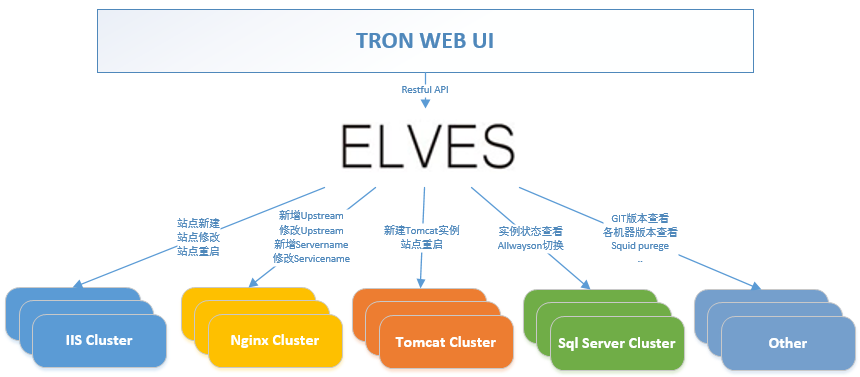 TRON WEB UI
Restful API
ELVES
站点新建
站点修改
站点重启
新增Upstream
修改Upstream
新增Servername
修改Servicename
新建Tomcat实例
站点重启
实例状态查看
Allwayson切换
GIT版本查看
各机器版本查看
Squid purege
..
IIS Cluster
Nginx Cluster
Tomcat Cluster
Sql Server Cluster
Other